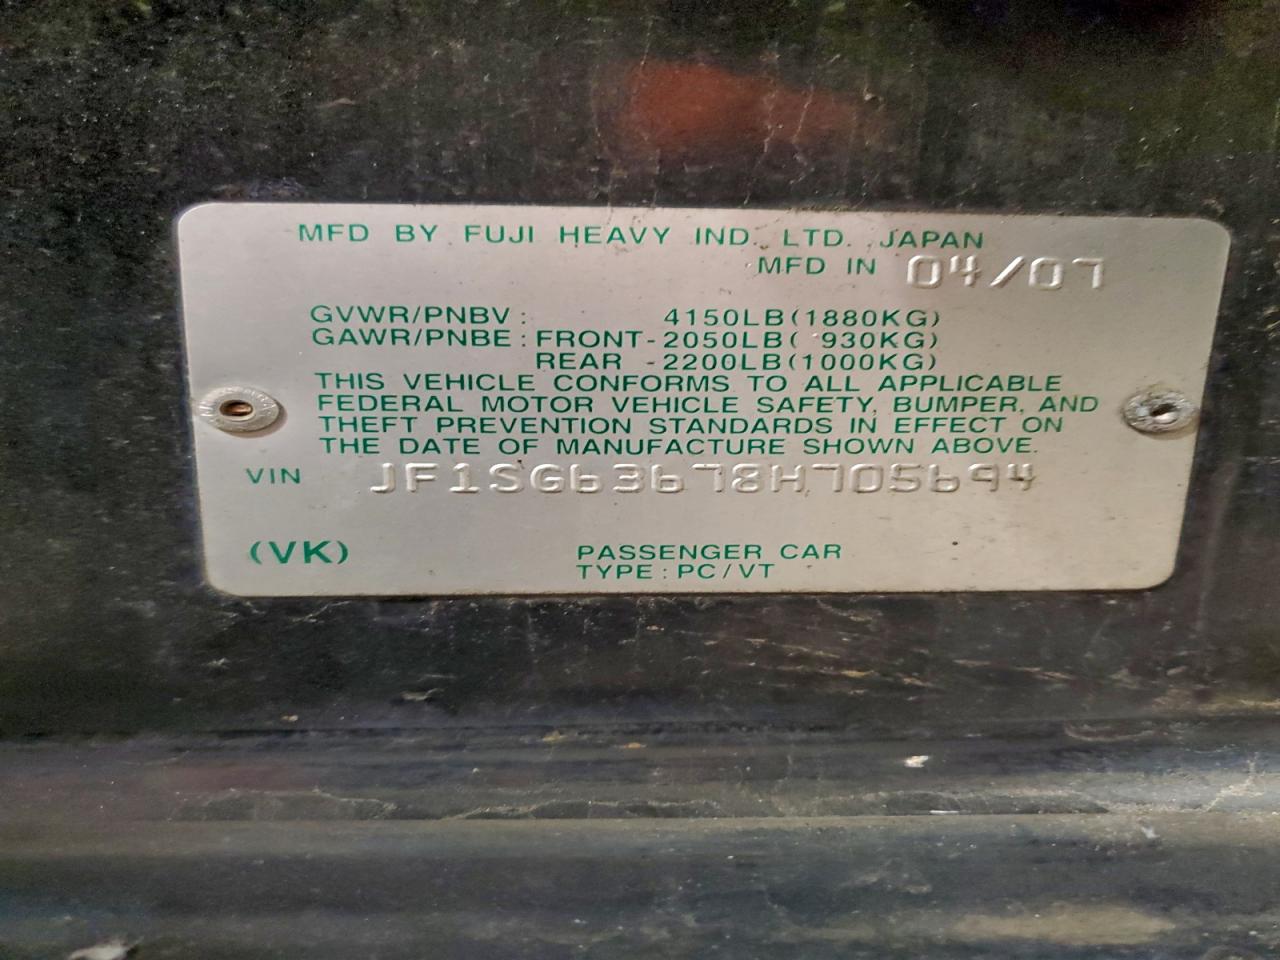 MFD BY FUJI HEAVY IND. LTD. JAPAN
MFD IN 04/07
GVWR/PNBV: 4150LB(1880KG)
GAWR/PNBE: FRONT-2050LB( 930KG)
REAR -2200LB(1000KG)
THIS VEHICLE CONFORMS TO ALL APPLICABLE
FEDERAL MOTOR VEHICLE SAFETY, BUMPER, AND
THEFT PREVENTION STANDARDS IN EFFECT ON
THE DATE OF MANUFACTURE SHOWN ABOVE.
VIN JF1SG63678H705694
(VK) PASSENGER CAR
TYPE: PC/VT